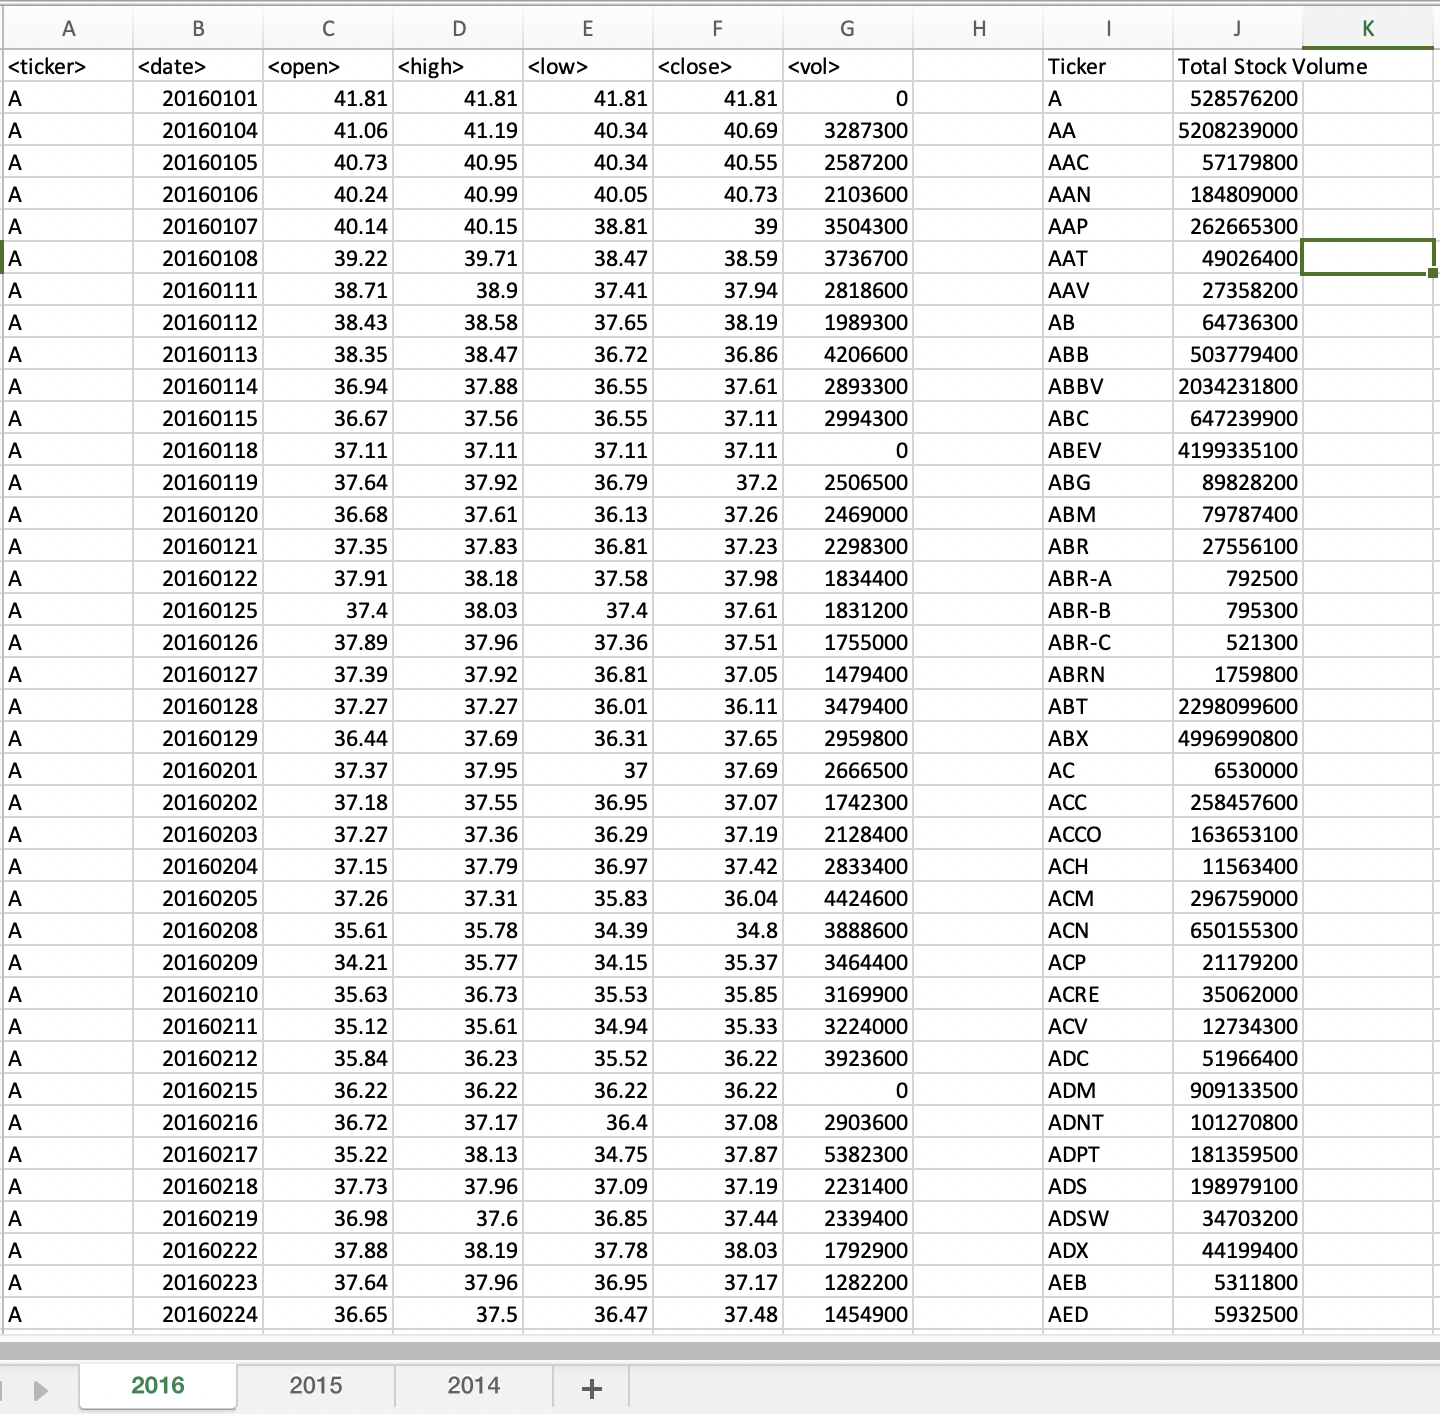 A B C D E F G H I J K
<ticker> <date> <open> <high> <low> <close> <vol> Ticker Total Stock Volume
A 20160101 41.81 41.81 41.81 41.81 0 A 528576200
A 20160104 41.06 41.19 40.34 40.69 3287300 AA 5208239000
A 20160105 40.73 40.95 40.34 40.55 2587200 AAC 57179800
A 20160106 40.24 40.99 40.05 40.73 2103600 AAN 184809000
A 20160107 40.14 40.15 38.81 39 3504300 AAP 262665300
A 20160108 39.22 39.71 38.47 38.59 3736700 AAT 49026400
A 20160111 38.71 38.9 37.41 37.94 2818600 AAV 27358200
A 20160112 38.43 38.58 37.65 38.19 1989300 AB 64736300
A 20160113 38.35 38.47 36.72 36.86 4206600 ABB 503779400
A 20160114 36.94 37.88 36.55 37.61 2893300 ABBV 2034231800
A 20160115 36.67 37.56 36.55 37.11 2994300 ABC 647239900
A 20160118 37.11 37.11 37.11 37.11 0 ABEV 4199335100
A 20160119 37.64 37.92 36.79 37.2 2506500 ABG 89828200
A 20160120 36.68 37.61 36.13 37.26 2469000 ABM 79787400
A 20160121 37.35 37.83 36.81 37.23 2298300 ABR 27556100
A 20160122 37.91 38.18 37.58 37.98 1834400 ABR-A 792500
A 20160125 37.4 38.03 37.4 37.61 1831200 ABR-B 795300
A 20160126 37.89 37.96 37.36 37.51 1755000 ABR-C 521300
A 20160127 37.39 37.92 36.81 37.05 1479400 ABRN 1759800
A 20160128 37.27 37.27 36.01 36.11 3479400 ABT 2298099600
A 20160129 36.44 37.69 36.31 37.65 2959800 ABX 4996990800
A 20160201 37.37 37.95 37 37.69 2666500 AC 6530000
A 20160202 37.18 37.55 36.95 37.07 1742300 ACC 258457600
A 20160203 37.27 37.36 36.29 37.19 2128400 ACCO 163653100
A 20160204 37.15 37.79 36.97 37.42 2833400 ACH 11563400
A 20160205 37.26 37.31 35.83 36.04 4424600 ACM 296759000
A 20160208 35.61 35.78 34.39 34.8 3888600 ACN 650155300
A 20160209 34.21 35.77 34.15 35.37 3464400 ACP 21179200
A 20160210 35.63 36.73 35.53 35.85 3169900 ACRE 35062000
A 20160211 35.12 35.61 34.94 35.33 3224000 ACV 12734300
A 20160212 35.84 36.23 35.52 36.22 3923600 ADC 51966400
A 20160215 36.22 36.22 36.22 36.22 0 ADM 909133500
A 20160216 36.72 37.17 36.4 37.08 2903600 ADNT 101270800
A 20160217 35.22 38.13 34.75 37.87 5382300 ADPT 181359500
A 20160218 37.73 37.96 37.09 37.19 2231400 ADS 198979100
A 20160219 36.98 37.6 36.85 37.44 2339400 ADSW 34703200
A 20160222 37.88 38.19 37.78 38.03 1792900 ADX 44199400
A 20160223 37.64 37.96 36.95 37.17 1282200 AEB 5311800
A 20160224 36.65 37.5 36.47 37.48 1454900 AED 5932500
2016 2015 2014 +